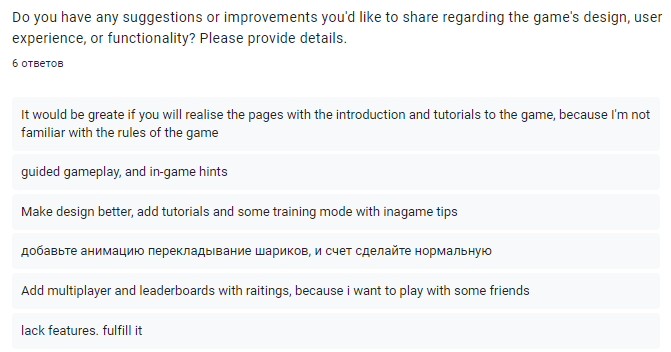 Do you have any suggestions or improvements you'd like to share regarding the game's design, user
experience, or functionality? Please provide details.
6 ответов
It would be greate if you will realise the pages with the introduction and tutorials to the game, because I'm not
familiar with the rules of the game
guided gameplay, and in-game hints
Make design better, add tutorials and some training mode with inagame tips
добавьте анимацию перекладывание шариков, и счет сделайте нормальную
Add multiplayer and leaderboards with raitings, because i want to play with some friends
lack features. fulfill it